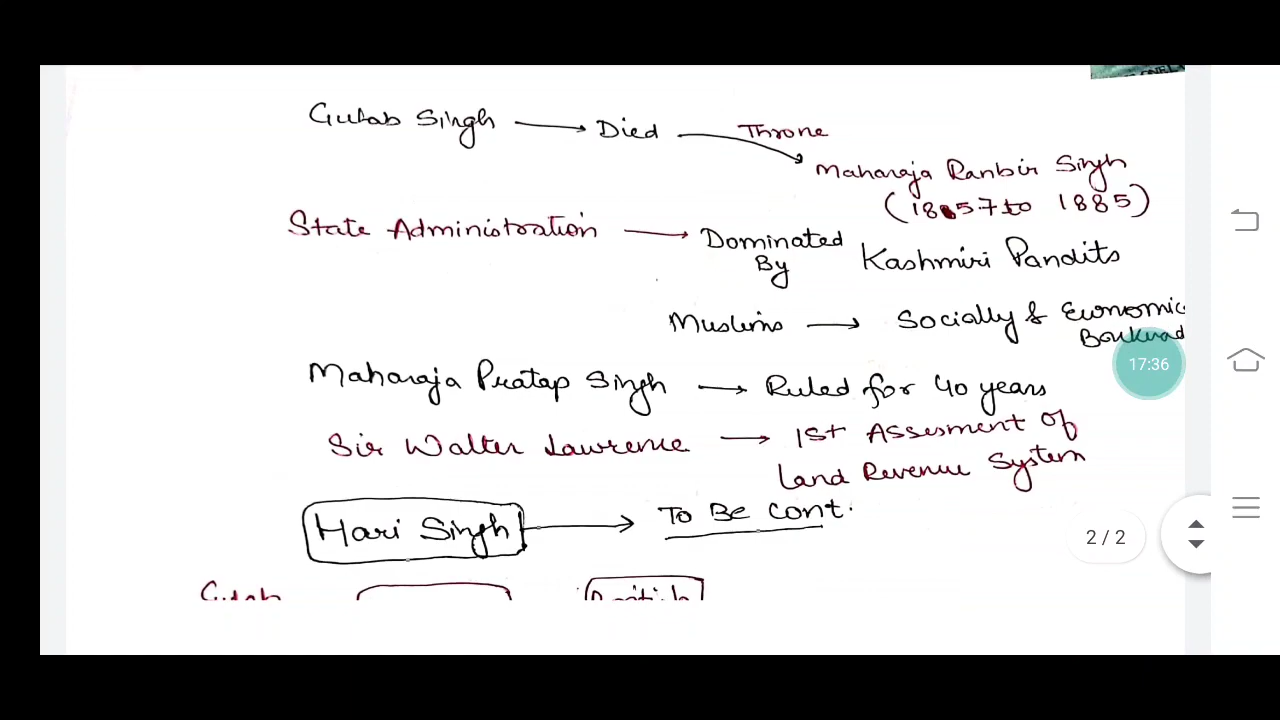 Gulab Singh → Died → Throne
Maharaja Ranbir Singh
(1857 to 1885)
State Administration → Dominated By Kashmiri Pandits
Muslims → Socially & Economic
Maharaja Pratap Singh → Ruled for 40 years
Sir Walter Lawrence → 1st Assesment of
Land Revenue System
17:36
Hari Singh → To Be Cont.
2 / 2
Gulab